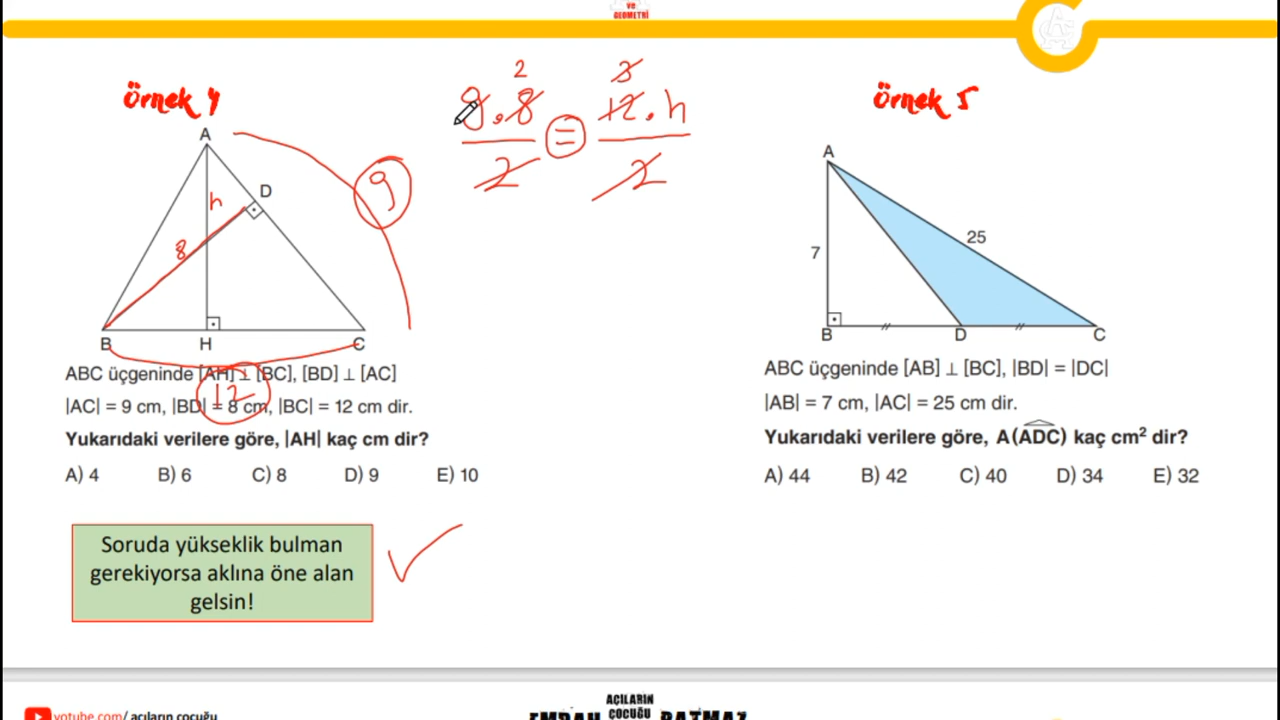 ve
GEOMETRİ
Örnek 4
A
D
h
8
9
B
H
C
12
9.8 2
2
=
12.h 3
2
ABC üçgeninde [AH] ⊥ [BC], [BD] ⊥ [AC]
|AC| = 9 cm, |BD| = 8 cm, |BC| = 12 cm dir.
Yukarıdaki verilere göre, |AH| kaç cm dir?
A) 4 B) 6 C) 8 D) 9 E) 10
Soruda yükseklik bulman
gerekiyorsa aklına öne alan
gelsin!
Örnek 5
A
25
7
B
D
C
ABC üçgeninde [AB] ⊥ [BC], |BD| = |DC|
|AB| = 7 cm, |AC| = 25 cm dir.
Yukarıdaki verilere göre, A(ADC) kaç cm² dir?
A) 44 B) 42 C) 40 D) 34 E) 32
yotube.com/ açıların çocuğu
AÇILARIN
ÇOCUĞU